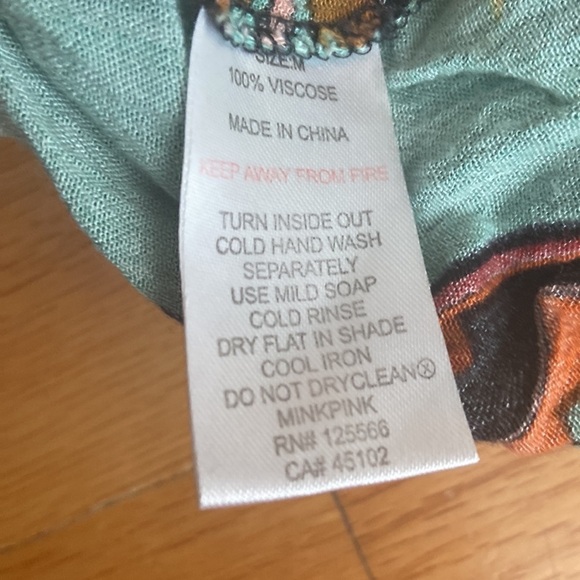 SIZE:M
100% VISCOSE
MADE IN CHINA
KEEP AWAY FROM FIRE
TURN INSIDE OUT
COLD HAND WASH
SEPARATELY
USE MILD SOAP
COLD RINSE
DRY FLAT IN SHADE
COOL IRON
DO NOT DRYCLEAN®
MINKPINK
RN# 125566
CA# 45102